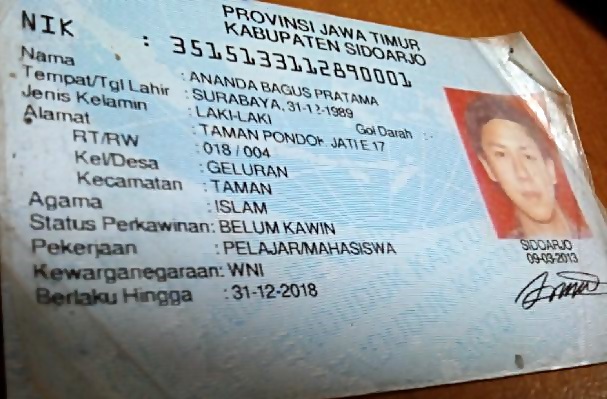 PROVINSI JAWA TIMUR
KABUPATEN SIDOARJO
NIK : 3515133112890001
Nama : ANANDA BAGUS PRATAMA
Tempat/Tgl Lahir : SURABAYA, 31-12-1989
Jenis Kelamin : LAKI-LAKI Gol Darah : -
Alamat : TAMAN PONDOK JATI E 17
RT/RW : 018 / 004
Kel/Desa : GELURAN
Kecamatan : TAMAN
Agama : ISLAM
Status Perkawinan: BELUM KAWIN
Pekerjaan : PELAJAR/MAHASISWA
Kewarganegaraan: WNI
Berlaku Hingga : 31-12-2018
SIDOARJO
09-03-2013